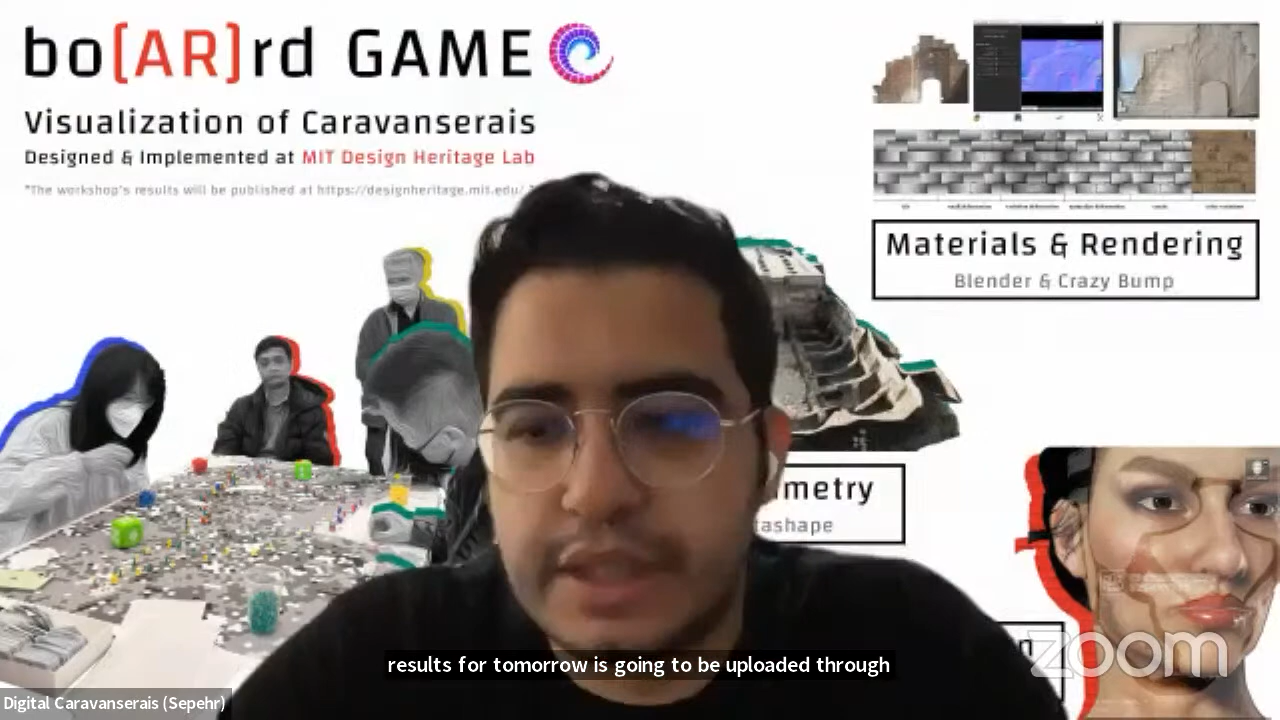 bo[AR]rd GAME
Visualization of Caravanserais
Designed & Implemented at MIT Design Heritage Lab
*The workshop's results will be published at https://designheritage.mit.edu/
Materials & Rendering
Blender & Crazy Bump
metry
tashape
zoom
results for tomorrow is going to be uploaded through
Digital Caravanserais (Sepehr)